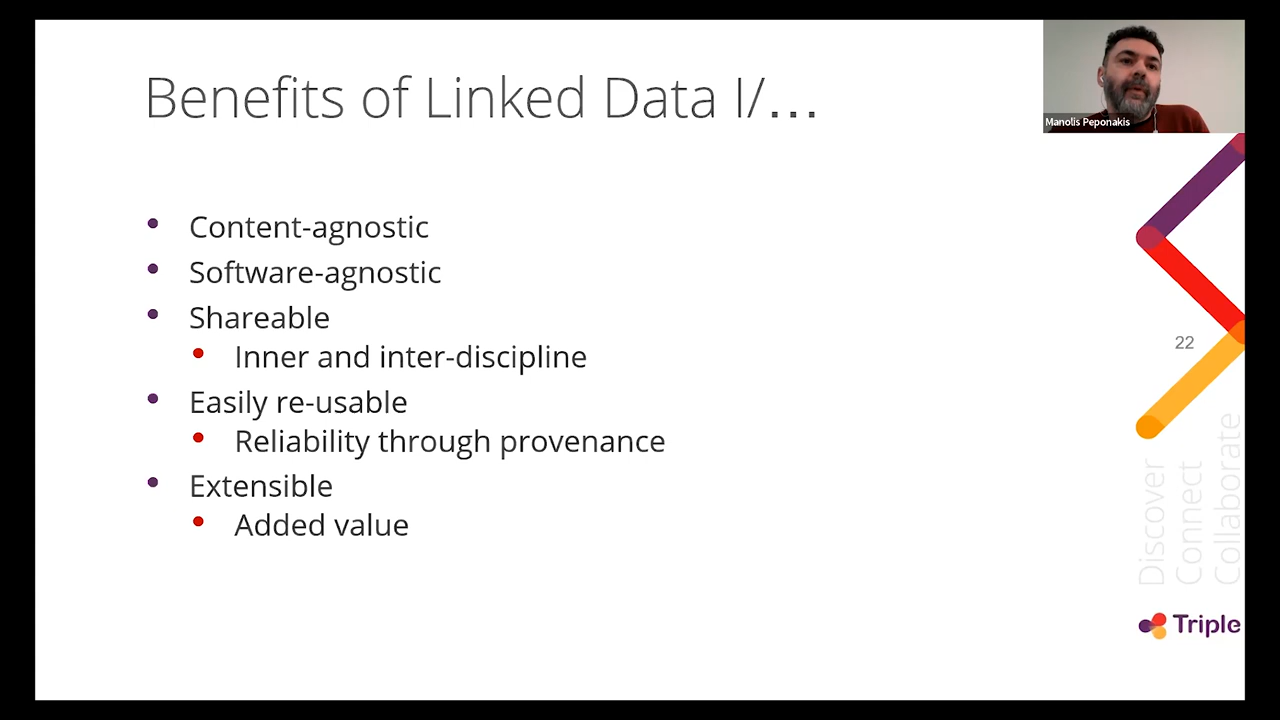 Benefits of Linked Data I/...
Manolis Peponakis
Content-agnostic
Software-agnostic
Shareable
Inner and inter-discipline
Easily re-usable
Reliability through provenance
Extensible
Added value
22
Discover
Connect
Collaborate
Triple